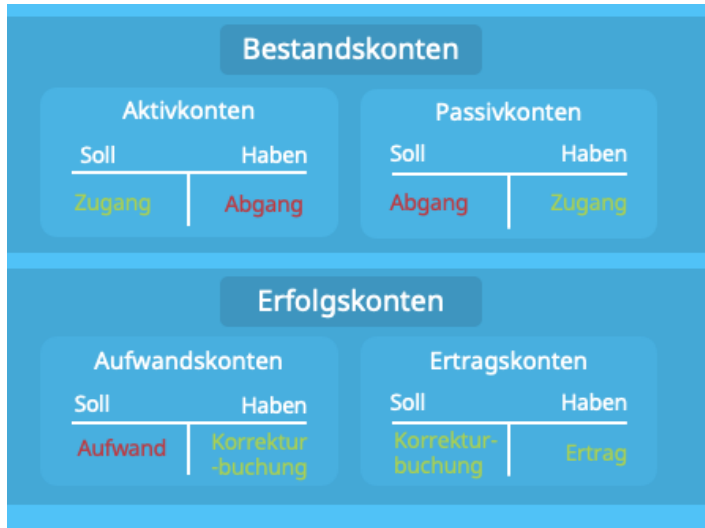 Bestandskonten
Aktivkonten
Soll Haben
Zugang Abgang
Passivkonten
Soll Haben
Abgang Zugang
Erfolgskonten
Aufwandskonten
Soll Haben
Aufwand Korrektur
-buchung
Ertragskonten
Soll Haben
Korrektur-
buchung Ertrag